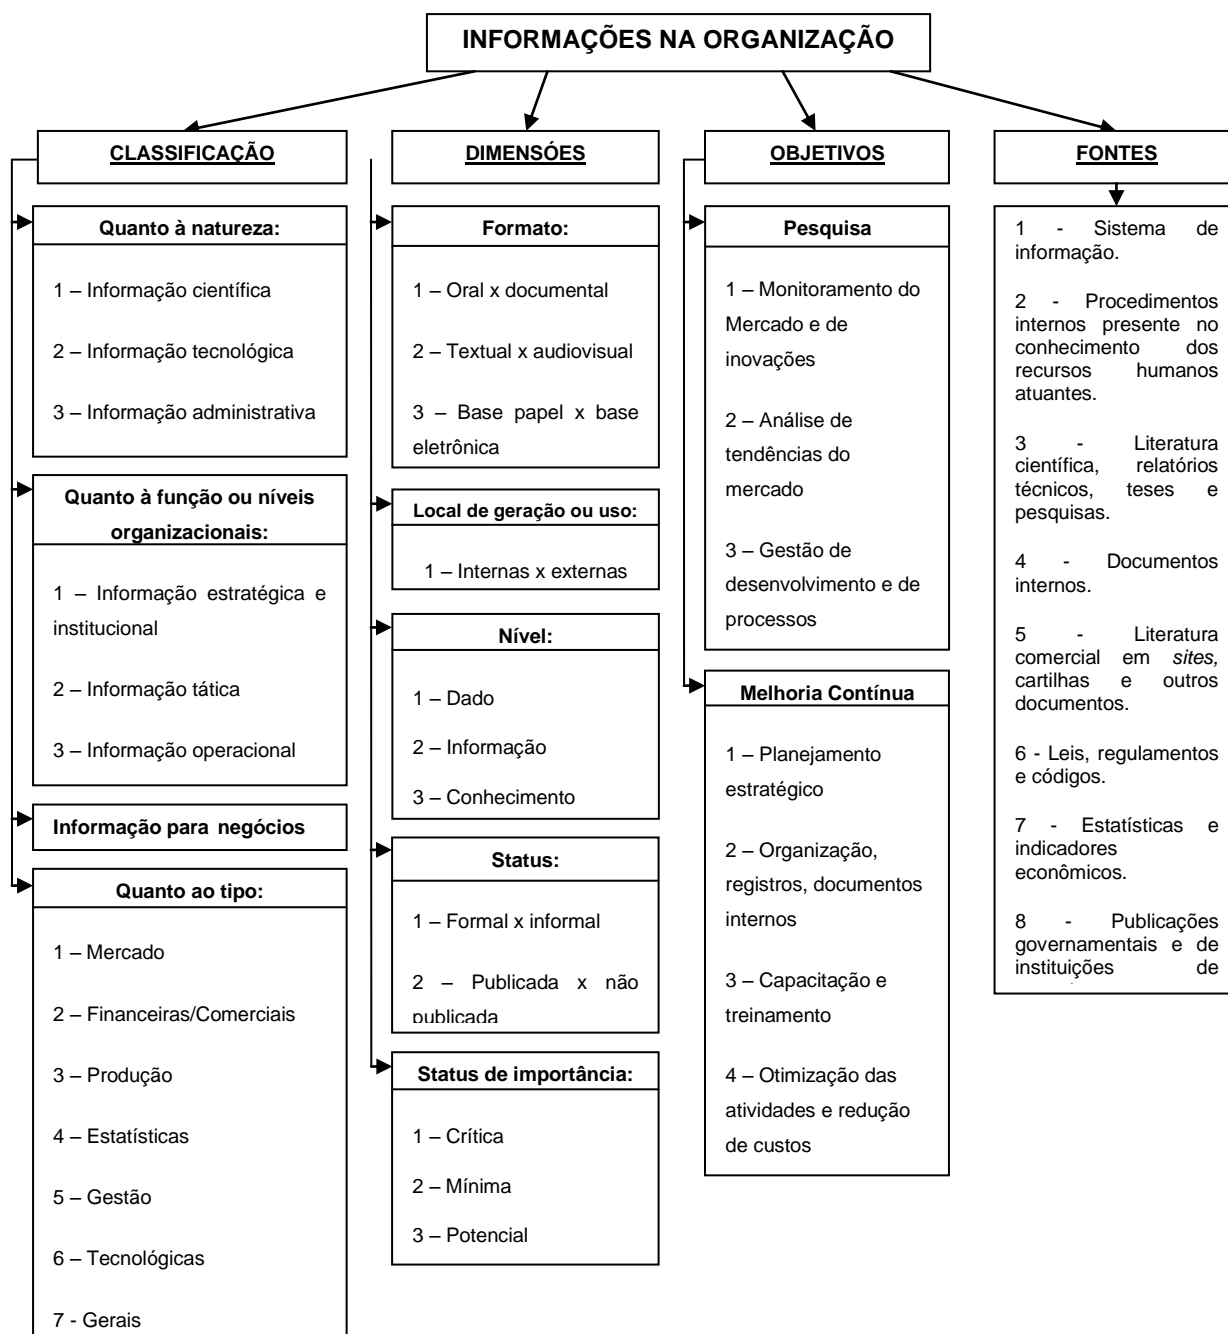 INFORMAÇÕES NA ORGANIZAÇÃO
CLASSIFICAÇÃO
Quanto à natureza:
1 – Informação científica
2 – Informação tecnológica
3 – Informação administrativa
Quanto à função ou níveis
organizacionais:
1 – Informação estratégica e
institucional
2 – Informação tática
3 – Informação operacional
Informação para negócios
Quanto ao tipo:
1 – Mercado
2 – Financeiras/Comerciais
3 – Produção
4 – Estatísticas
5 – Gestão
6 – Tecnológicas
7 - Gerais
DIMENSÓES
Formato:
1 – Oral x documental
2 – Textual x audiovisual
3 – Base papel x base
eletrônica
Local de geração ou uso:
1 – Internas x externas
Nível:
1 – Dado
2 – Informação
3 – Conhecimento
Status:
1 – Formal x informal
2 – Publicada x não
publicada
Status de importância:
1 – Crítica
2 – Mínima
3 – Potencial
OBJETIVOS
Pesquisa
1 – Monitoramento do
Mercado e de
inovações
2 – Análise de
tendências do
mercado
3 – Gestão de
desenvolvimento e de
processos
Melhoria Contínua
1 – Planejamento
estratégico
2 – Organização,
registros, documentos
internos
3 – Capacitação e
treinamento
4 – Otimização das
atividades e redução
de custos
FONTES
1 - Sistema de
informação.
2 - Procedimentos
internos presente no
conhecimento dos
recursos humanos
atuantes.
3 - Literatura
científica, relatórios
técnicos, teses e
pesquisas.
4 - Documentos
internos.
5 - Literatura
comercial em sites,
cartilhas e outros
documentos.
6 - Leis, regulamentos
e códigos.
7 - Estatísticas e
indicadores
econômicos.
8 - Publicações
governamentais e de
instituições de